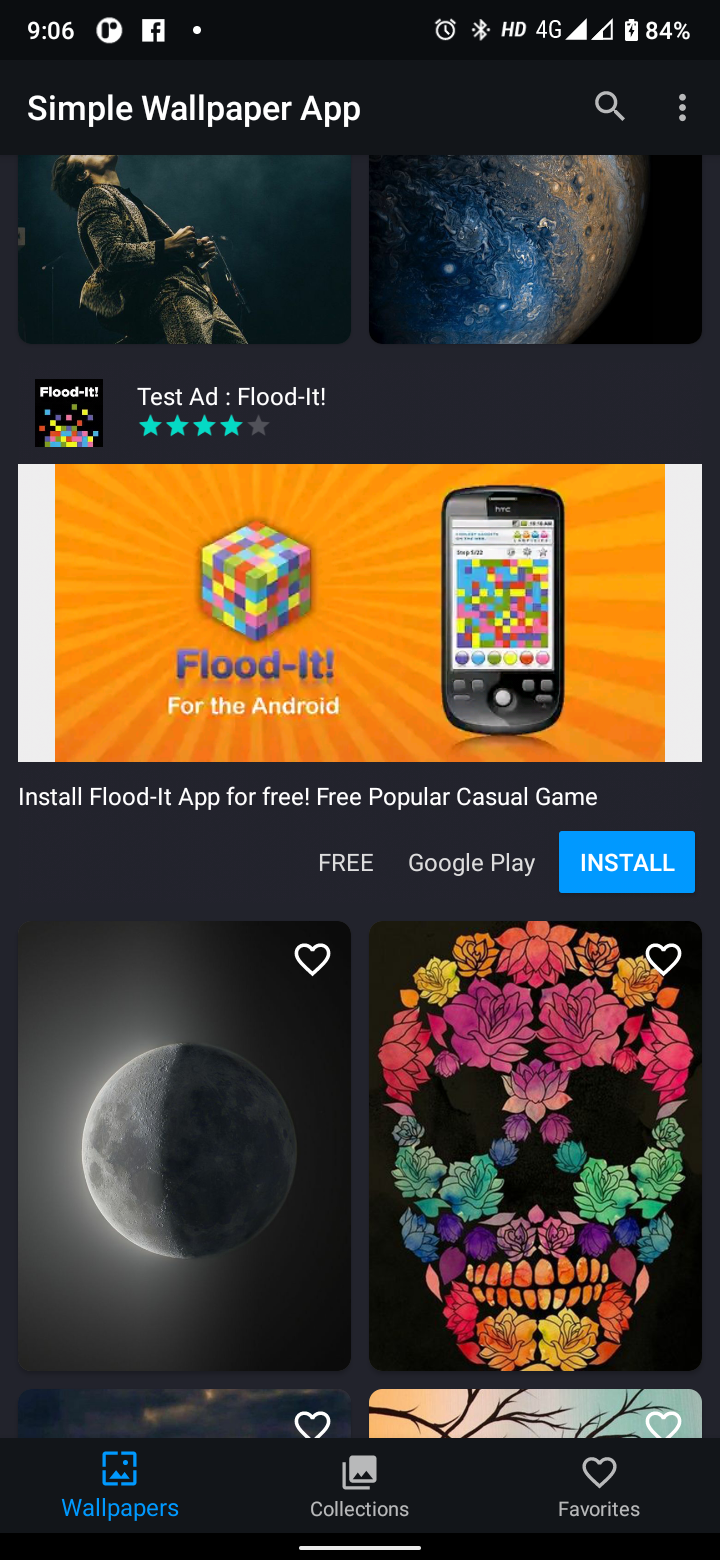 9:06
HD 4G 84%
Simple Wallpaper App
Flood-It!
Test Ad : Flood-It!
hTC
Step 1/22
Flood-It!
For the Android
Install Flood-It App for free! Free Popular Casual Game
FREE Google Play INSTALL
Wallpapers Collections Favorites